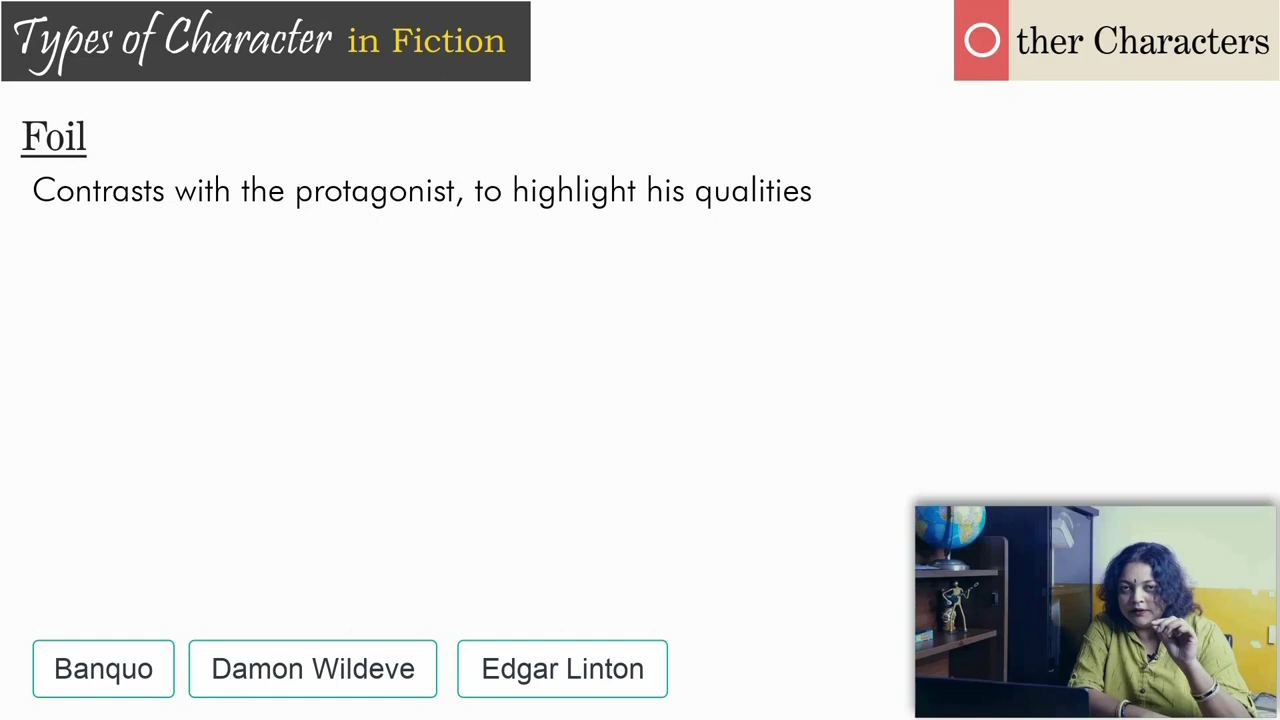 Types of Character in Fiction
Other Characters
Foil
Contrasts with the protagonist, to highlight his qualities
Banquo
Damon Wildeve
Edgar Linton